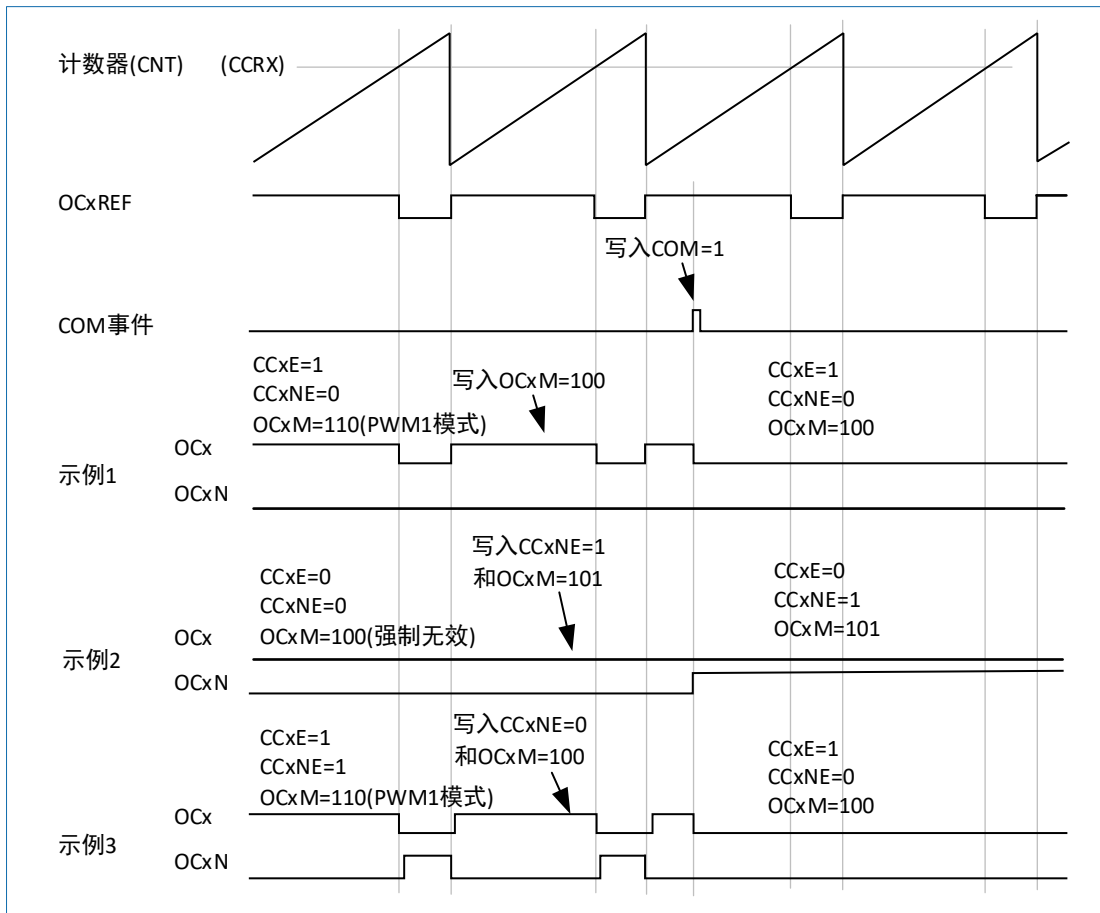 计数器(CNT) (CCRX)
OCxREF
写入COM=1
COM事件
CCxE=1
CCxNE=0
OCxM=110(PWM1模式)
写入OCxM=100
CCxE=1
CCxNE=0
OCxM=100
示例1
OCx
OCxN
写入CCxNE=1
和OCxM=101
CCxE=0
CCxNE=0
OCxM=100(强制无效)
CCxE=0
CCxNE=1
OCxM=101
示例2
OCx
OCxN
写入CCxNE=0
和OCxM=100
CCxE=1
CCxNE=1
OCxM=110(PWM1模式)
CCxE=1
CCxNE=0
OCxM=100
示例3
OCx
OCxN